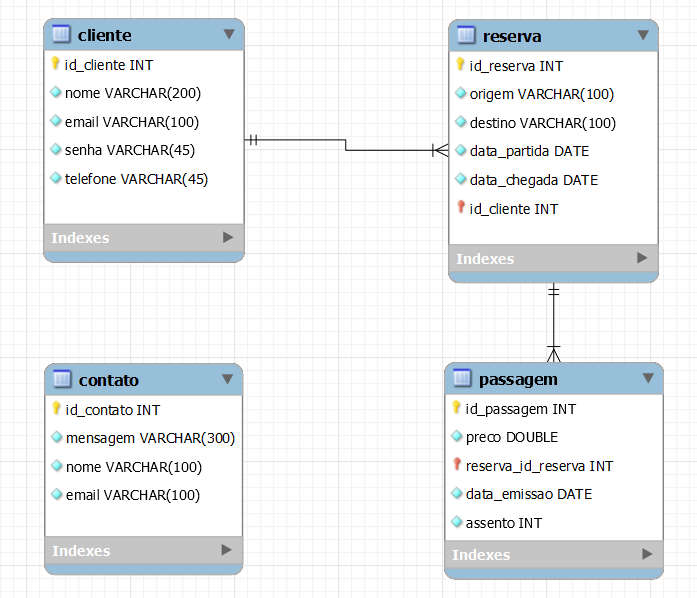 cliente
id_cliente INT
nome VARCHAR(200)
email VARCHAR(100)
senha VARCHAR(45)
telefone VARCHAR(45)
Indexes
reserva
id_reserva INT
origem VARCHAR(100)
destino VARCHAR(100)
data_partida DATE
data_chegada DATE
id_cliente INT
Indexes
contato
id_contato INT
mensagem VARCHAR(300)
nome VARCHAR(100)
email VARCHAR(100)
Indexes
passagem
id_passagem INT
preco DOUBLE
reserva_id_reserva INT
data_emissao DATE
assento INT
Indexes